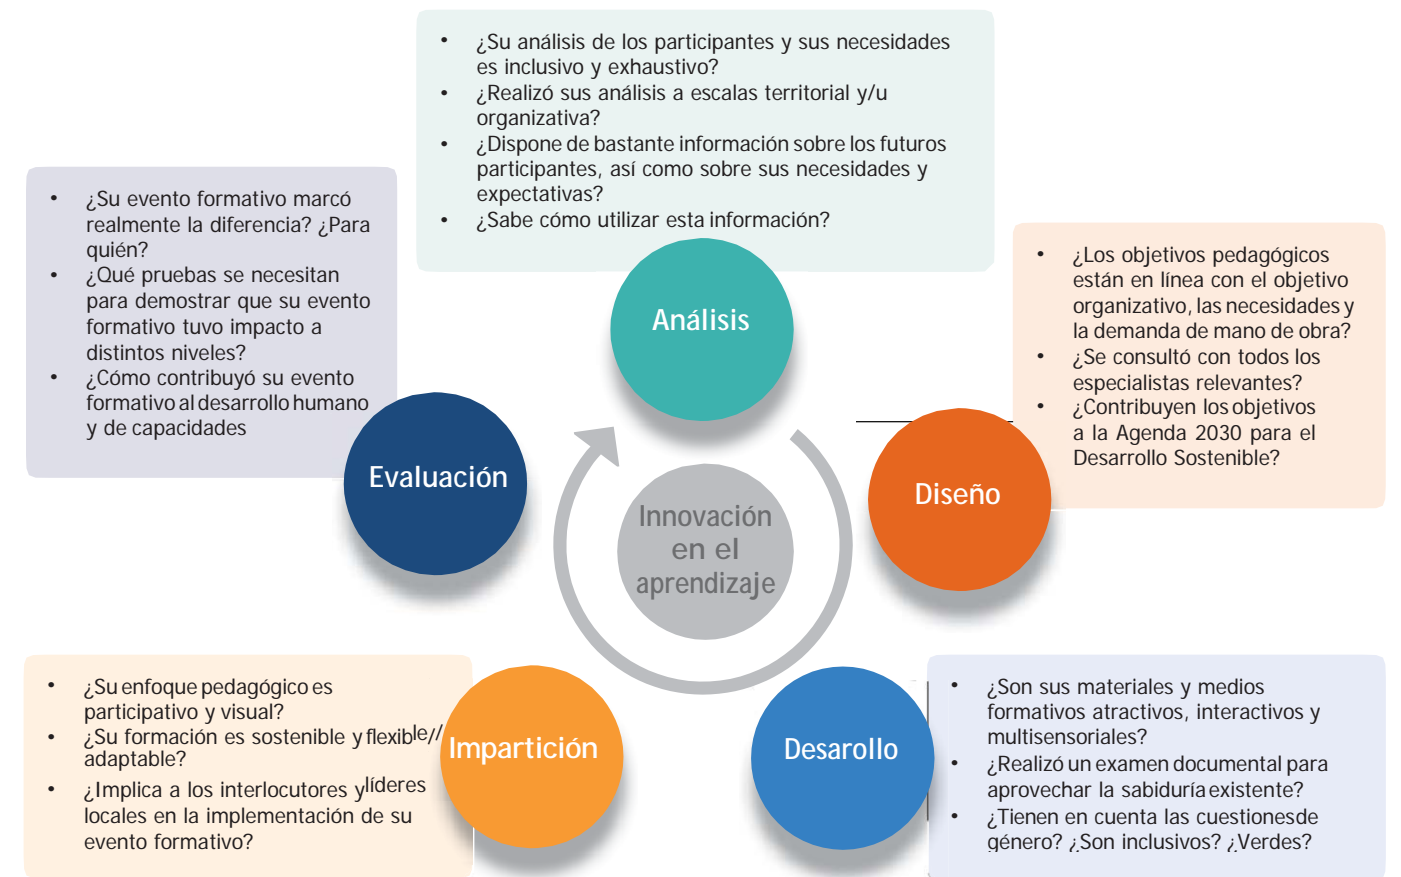 • ¿Su análisis de los participantes y sus necesidades
es inclusivo y exhaustivo?
• ¿Realizó sus análisis a escalas territorial y/u
organizativa?
• ¿Dispone de bastante información sobre los futuros
participantes, así como sobre sus necesidades y
expectativas?
• ¿Sabe cómo utilizar esta información?
Análisis
• ¿Los objetivos pedagógicos
están en línea con el objetivo
organizativo, las necesidades y
la demanda de mano de obra?
• ¿Se consultó con todos los
especialistas relevantes?
• ¿Contribuyen los objetivos
a la Agenda 2030 para el
Desarrollo Sostenible?
Diseño
• ¿Son sus materiales y medios
formativos atractivos, interactivos y
multisensoriales?
• ¿Realizó un examen documental para
aprovechar la sabiduría existente?
• ¿Tienen en cuenta las cuestionesde
género? ¿Son inclusivos? ¿Verdes?
Desarollo
• ¿Su enfoque pedagógico es
participativo y visual?
• ¿Su formación es sostenible y flexible//
adaptable?
• ¿Implica a los interlocutores y líderes
locales en la implementación de su
evento formativo?
Impartición
• ¿Su evento formativo marcó
realmente la diferencia? ¿Para
quién?
• ¿Qué pruebas se necesitan
para demostrar que su evento
formativo tuvo impacto a
distintos niveles?
• ¿Cómo contribuyó su evento
formativo al desarrollo humano
y de capacidades
Evaluación
Innovación
en el
aprendizaje